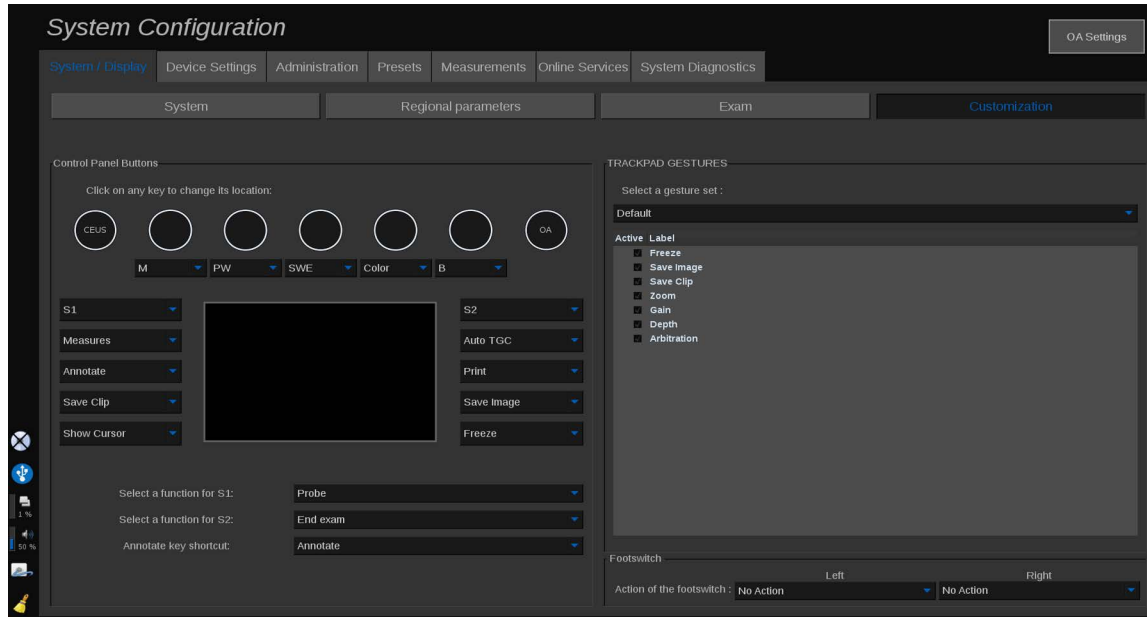 System Configuration
OA Settings
System / Display Device Settings Administration Presets Measurements Online Services System Diagnostics
System Regional parameters Exam Customization
Control Panel Buttons
Click on any key to change its location:
CEUS OA
M PW SWE Color B
S1 S2
Measures Auto TGC
Annotate Print
Save Clip Save Image
Show Cursor Freeze
Select a function for S1: Probe
Select a function for S2: End exam
Annotate key shortcut: Annotate
TRACKPAD GESTURES
Select a gesture set :
Default
Active Label
Freeze
Save Image
Save Clip
Zoom
Gain
Depth
Arbitration
Footswitch
Left Right
Action of the footswitch : No Action No Action
1 %
50 %